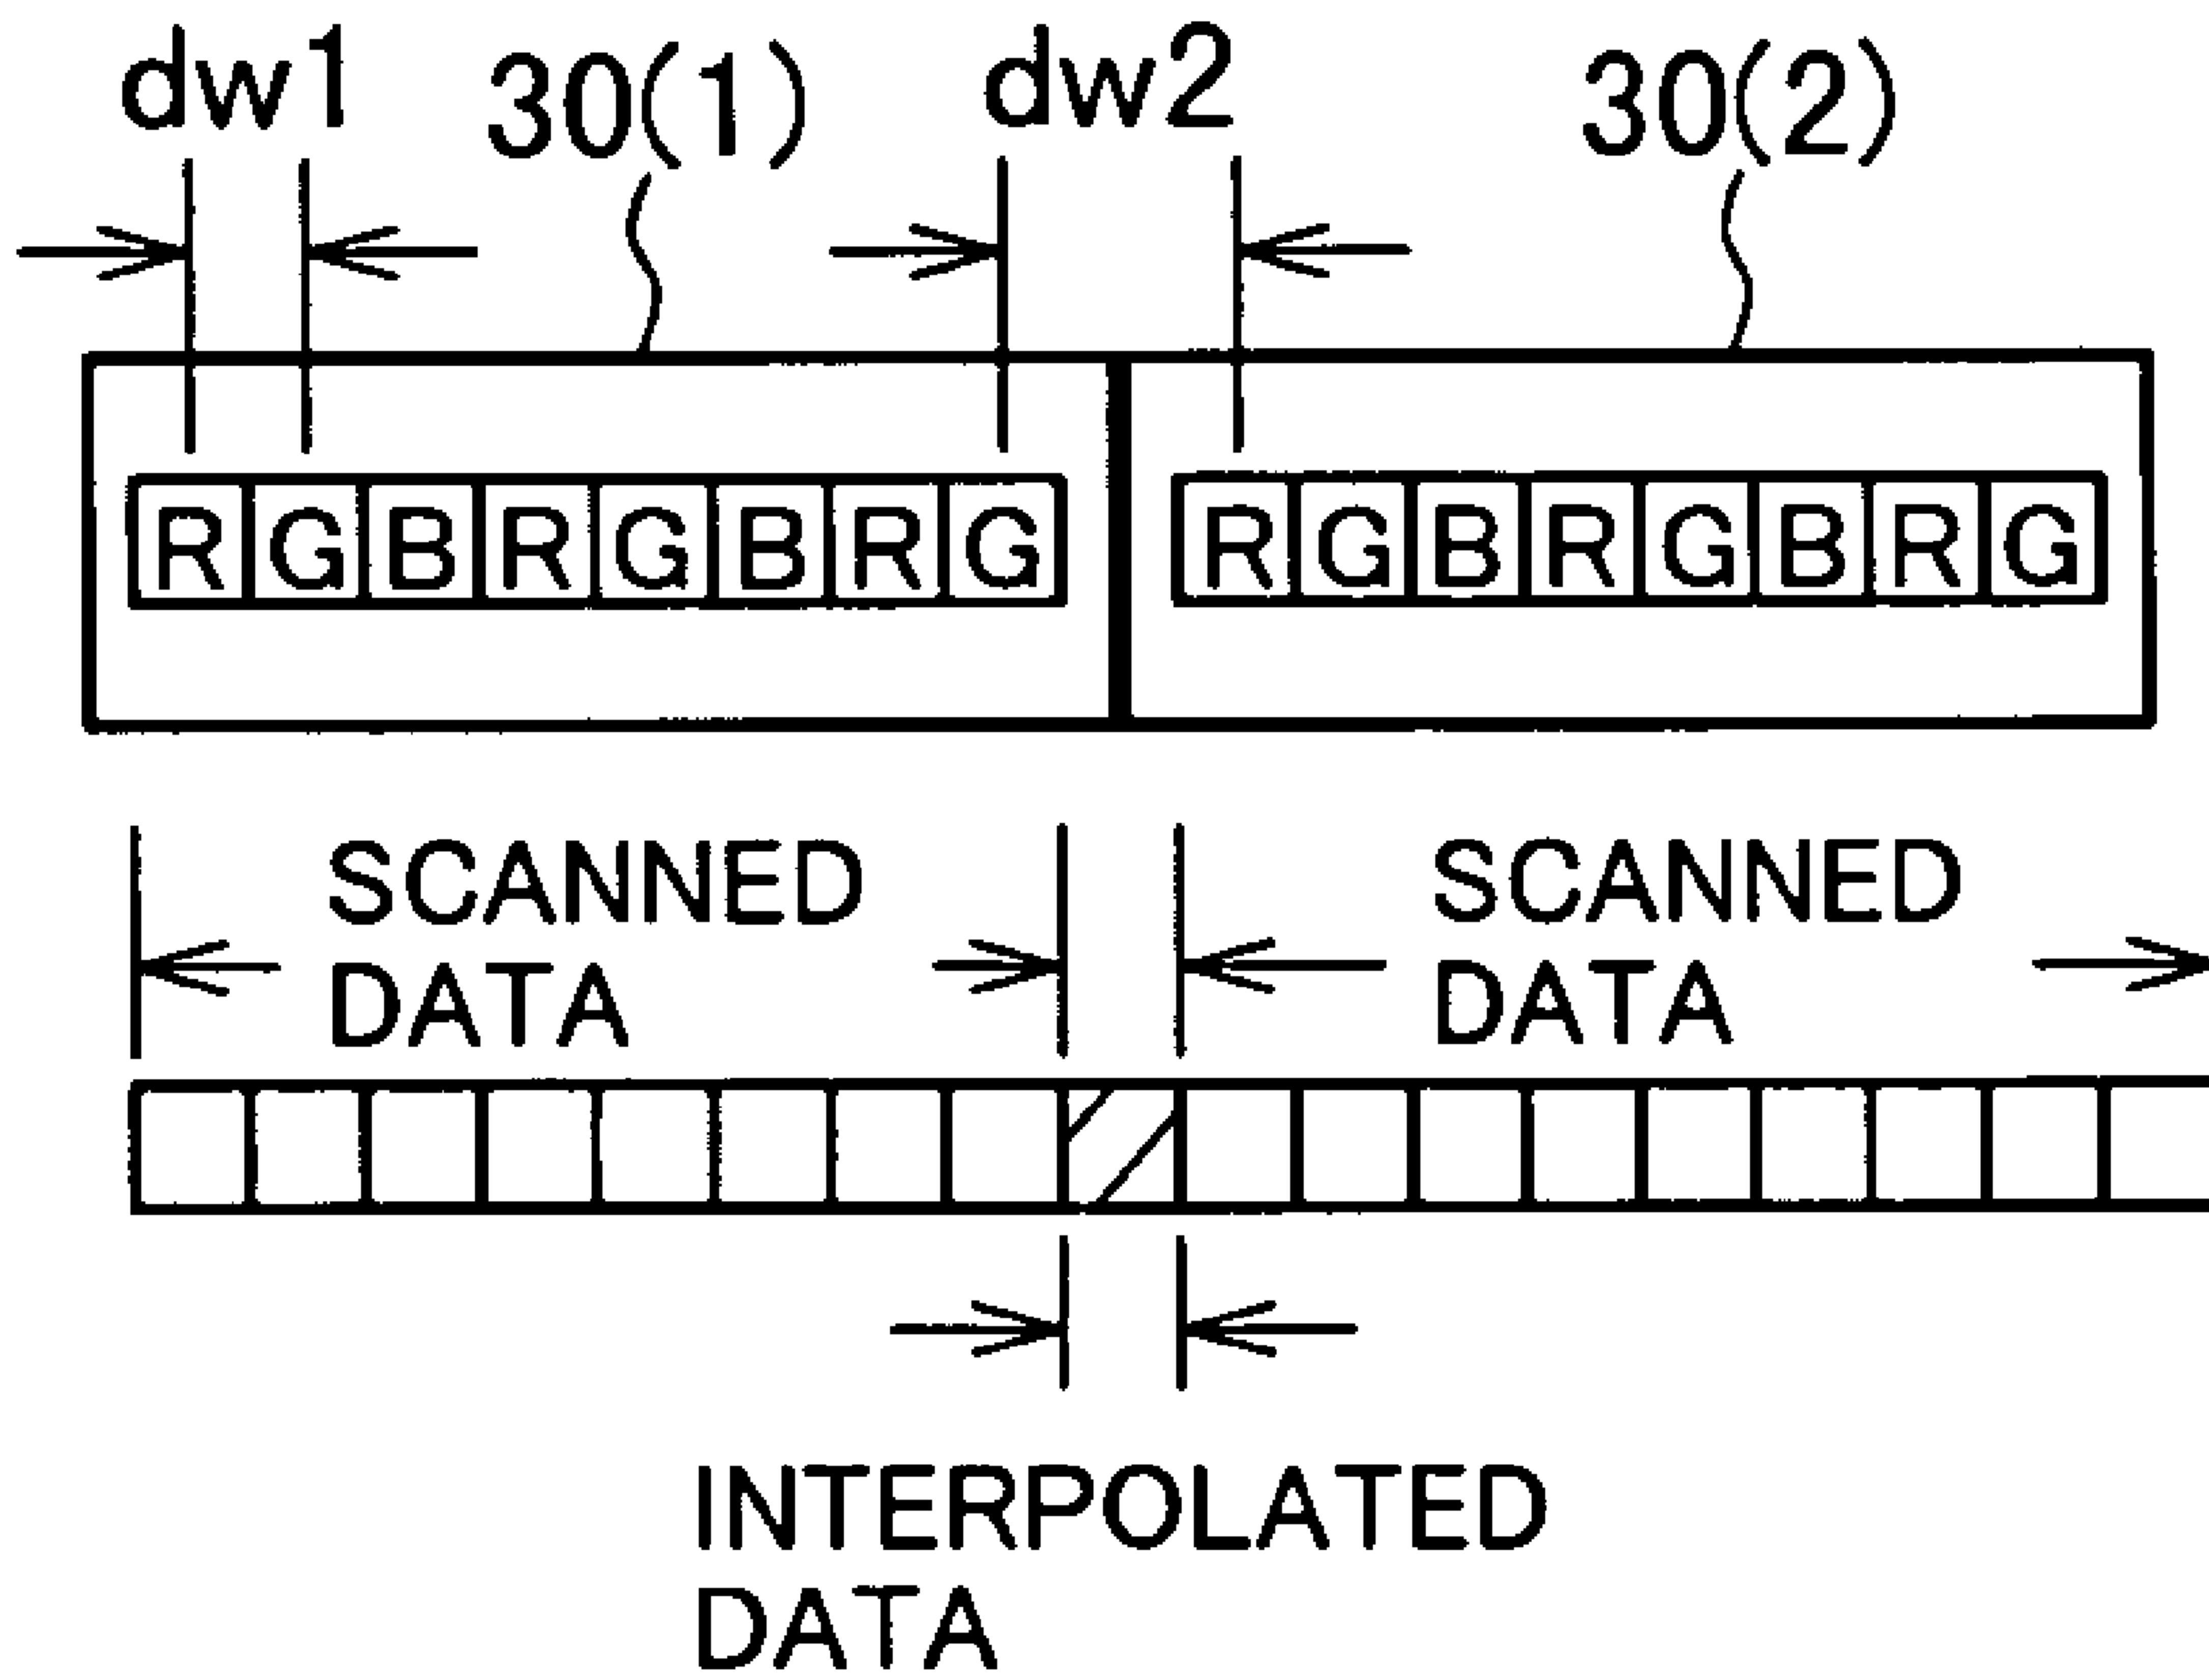 dw1 30(1) dw2 30(2)
R G B R G B R G R G B R G B R G
SCANNED DATA
SCANNED DATA
INTERPOLATED
DATA